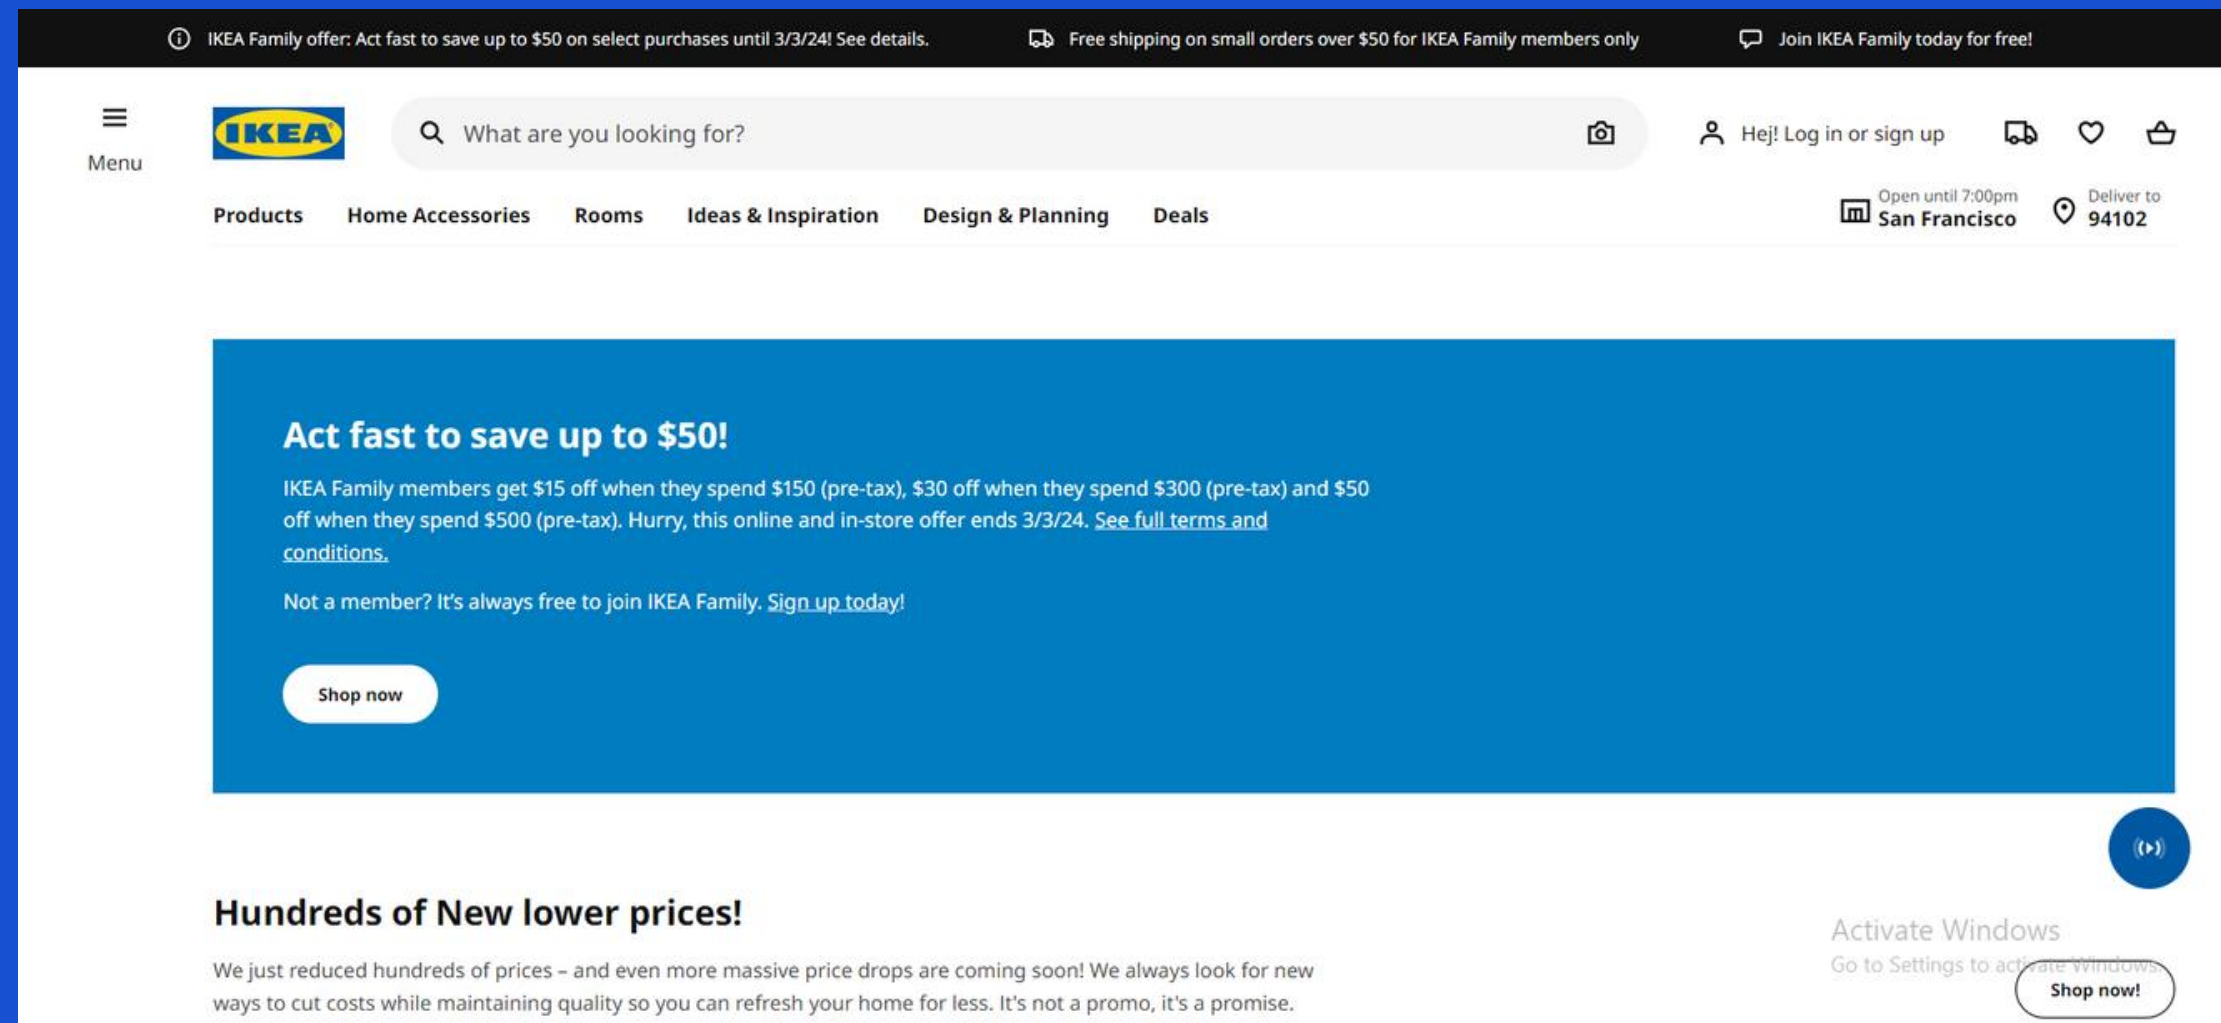 IKEA Family offer: Act fast to save up to $50 on select purchases until 3/3/24! See details.
Free shipping on small orders over $50 for IKEA Family members only
Join IKEA Family today for free!
Menu
IKEA
What are you looking for?
Hej! Log in or sign up
Products
Home Accessories
Rooms
Ideas & Inspiration
Design & Planning
Deals
Open until 7:00pm
San Francisco
Deliver to
94102
Act fast to save up to $50!
IKEA Family members get $15 off when they spend $150 (pre-tax), $30 off when they spend $300 (pre-tax) and $50
off when they spend $500 (pre-tax). Hurry, this online and in-store offer ends 3/3/24. See full terms and
conditions.
Not a member? It’s always free to join IKEA Family. Sign up today!
Shop now
Hundreds of New lower prices!
We just reduced hundreds of prices – and even more massive price drops are coming soon! We always look for new
ways to cut costs while maintaining quality so you can refresh your home for less. It's not a promo, it's a promise.
Activate Windows
Go to Settings to activate Windows.
Shop now!